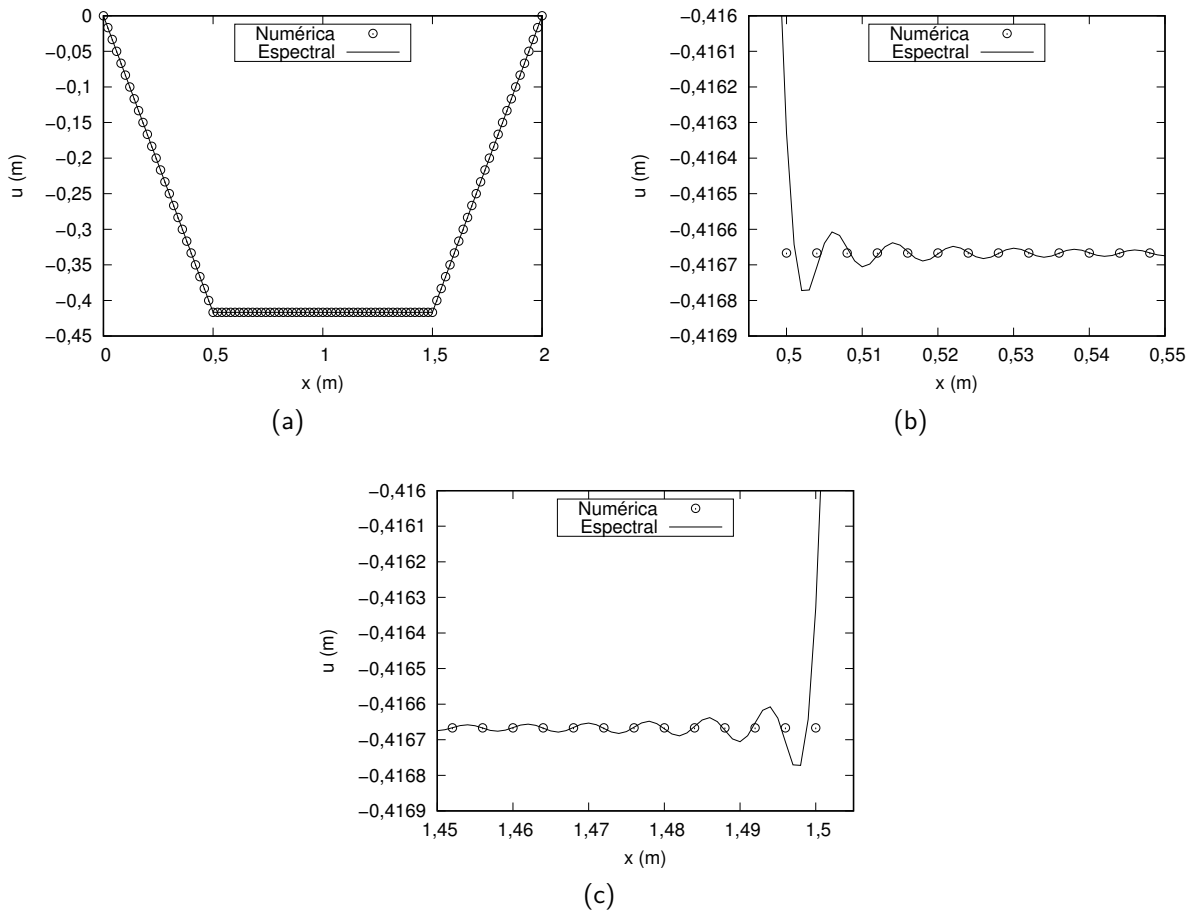 0
−0,05
−0,1
−0,15
−0,2
−0,25
−0,3
−0,35
−0,4
−0,45
u (m)
Numérica
Espectral
0 0,5 1 1,5 2
x (m)
(a)
−0,416
−0,4161
−0,4162
−0,4163
−0,4164
−0,4165
−0,4166
−0,4167
−0,4168
−0,4169
u (m)
Numérica
Espectral
0,5 0,51 0,52 0,53 0,54 0,55
x (m)
(b)
−0,416
−0,4161
−0,4162
−0,4163
−0,4164
−0,4165
−0,4166
−0,4167
−0,4168
−0,4169
u (m)
Numérica
Espectral
1,45 1,46 1,47 1,48 1,49 1,5
x (m)
(c)